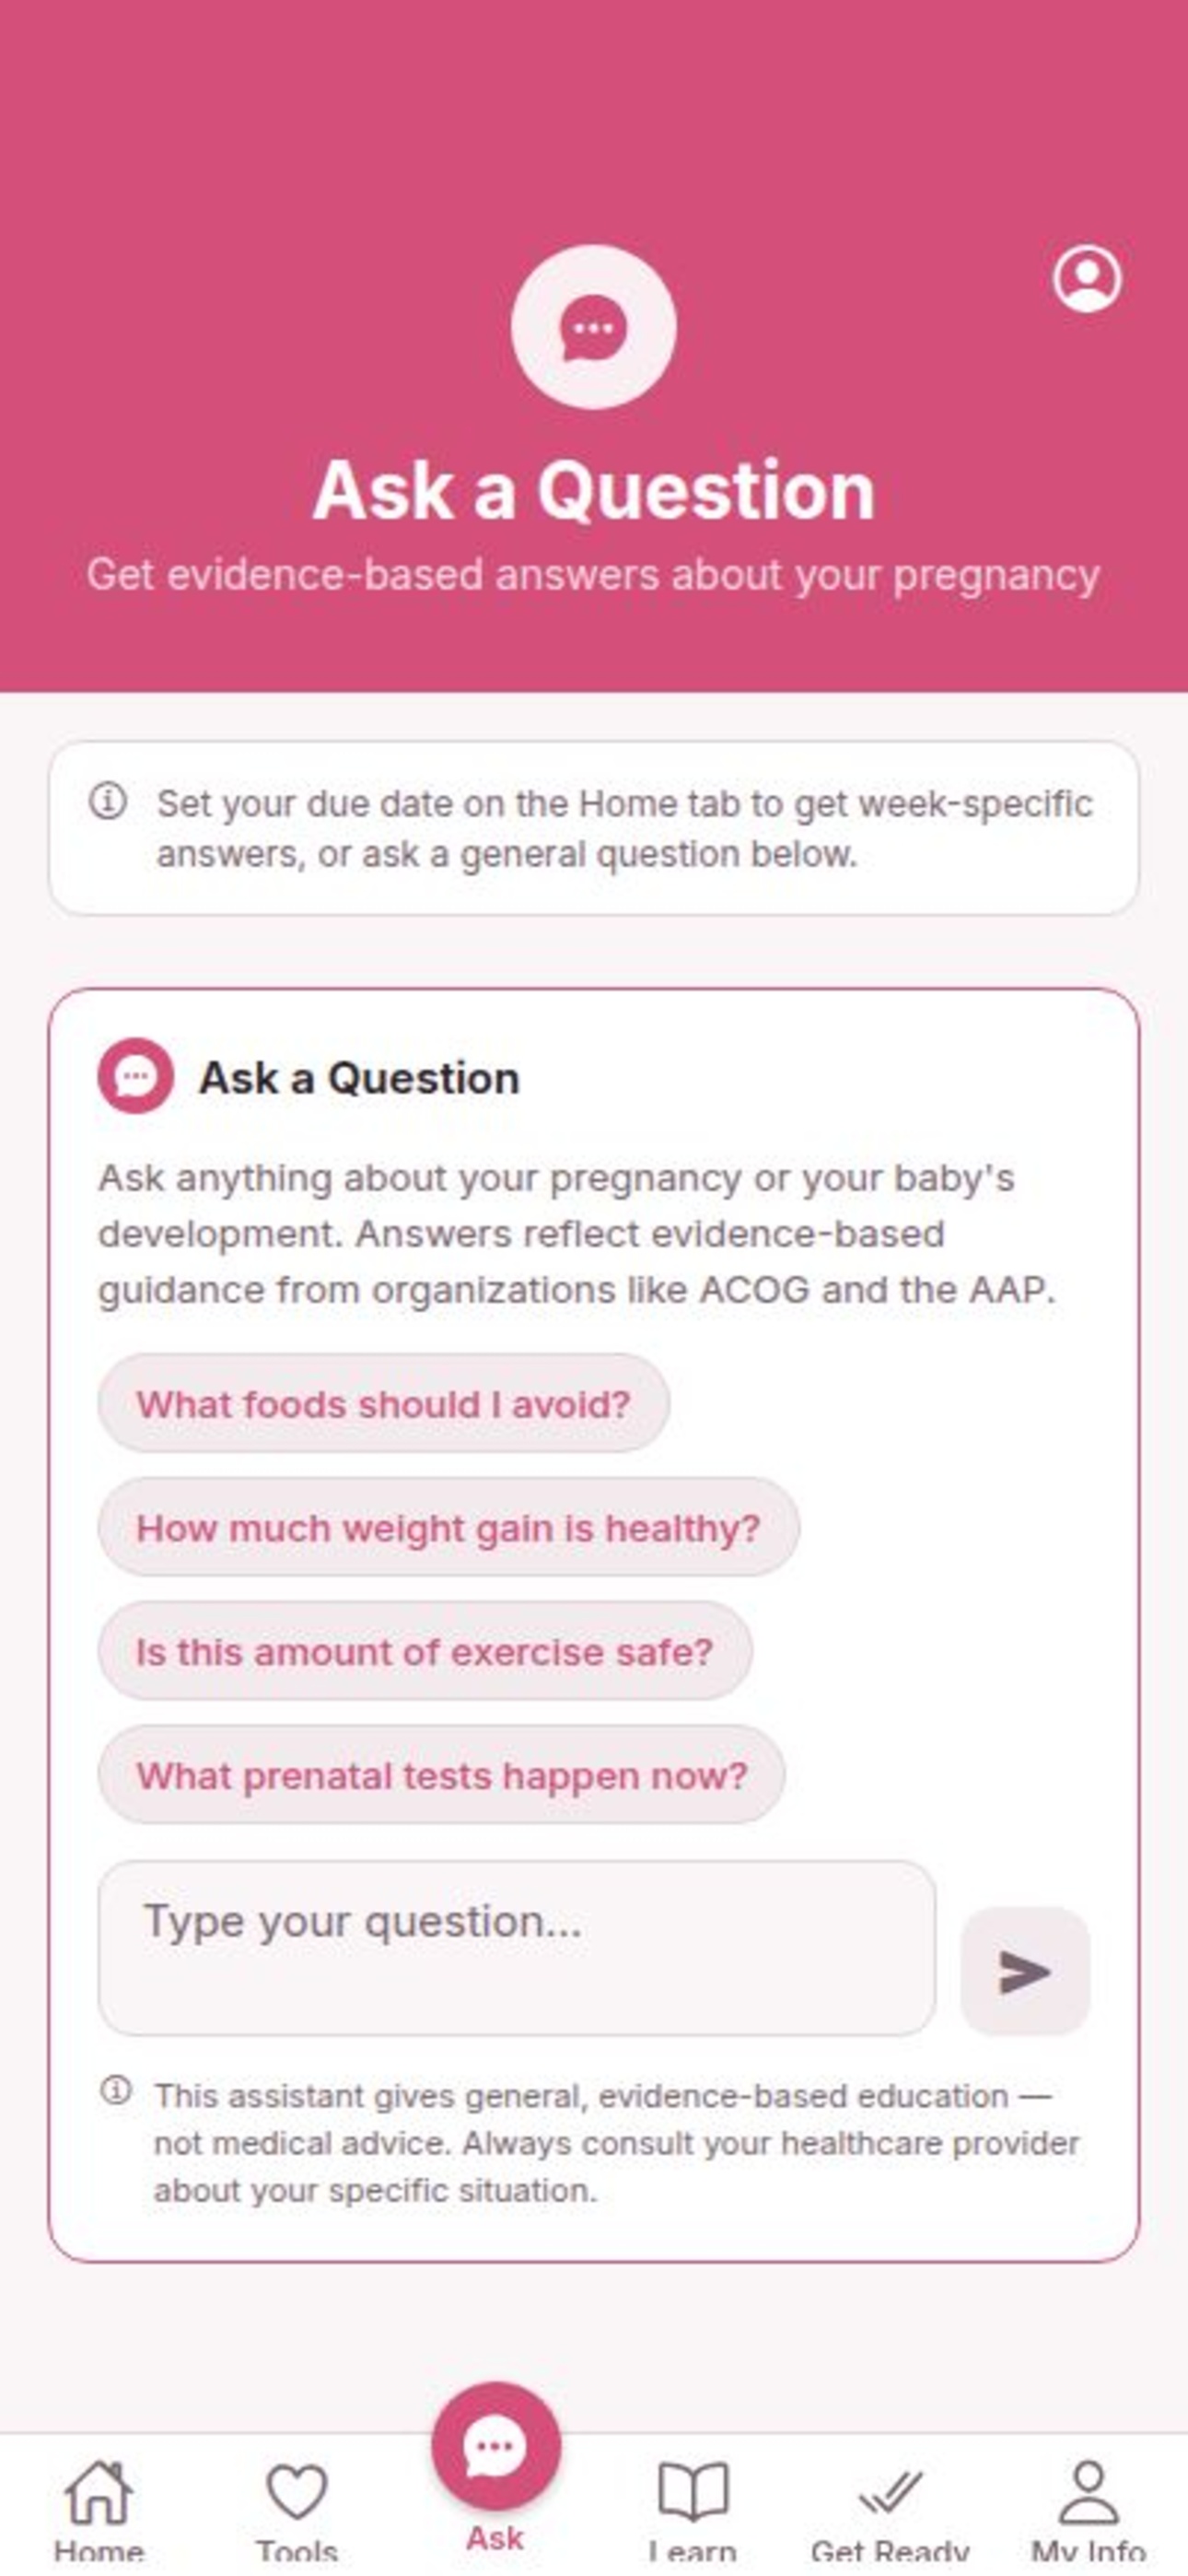 Ask a Question
Get evidence-based answers about your pregnancy
Set your due date on the Home tab to get week-specific
answers, or ask a general question below.
Ask a Question
Ask anything about your pregnancy or your baby's
development. Answers reflect evidence-based
guidance from organizations like ACOG and the AAP.
What foods should I avoid?
How much weight gain is healthy?
Is this amount of exercise safe?
What prenatal tests happen now?
Type your question...
This assistant gives general, evidence-based education —
not medical advice. Always consult your healthcare provider
about your specific situation.
Home Tools Ask Learn Get Ready My Info